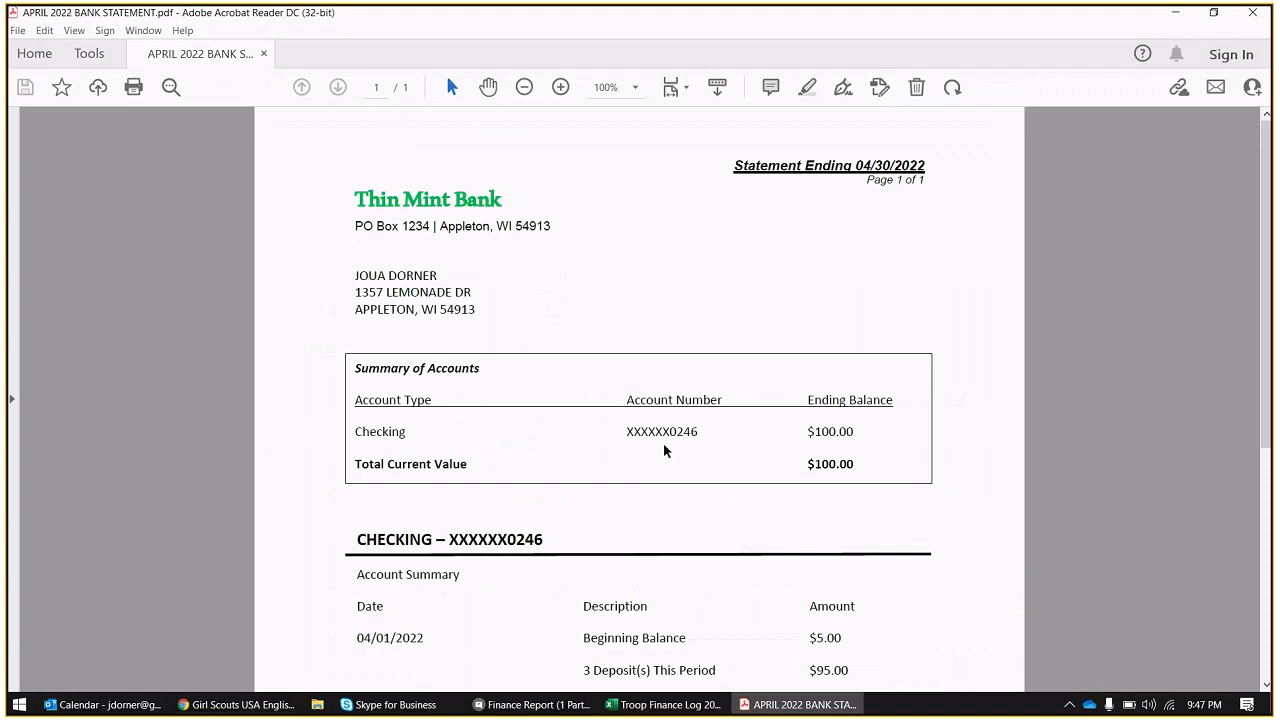 APRIL 2022 BANK STATEMENT.pdf - Adobe Acrobat Reader DC (32-bit)
File Edit View Sign Window Help
Home Tools APRIL 2022 BANK S... × Sign In
1 / 1 100%
Statement Ending 04/30/2022
Page 1 of 1
Thin Mint Bank
PO Box 1234 | Appleton, WI 54913
JOUA DORNER
1357 LEMONADE DR
APPLETON, WI 54913
Summary of Accounts
Account Type Account Number Ending Balance
Checking XXXXXX0246 $100.00
Total Current Value $100.00
CHECKING – XXXXXX0246
Account Summary
Date Description Amount
04/01/2022 Beginning Balance $5.00
3 Deposit(s) This Period $95.00
Calendar - jdorner@g... Girl Scouts USA Englis... Skype for Business Finance Report (1 Part... Troop Finance Log 20... APRIL 2022 BANK STA... 9:47 PM